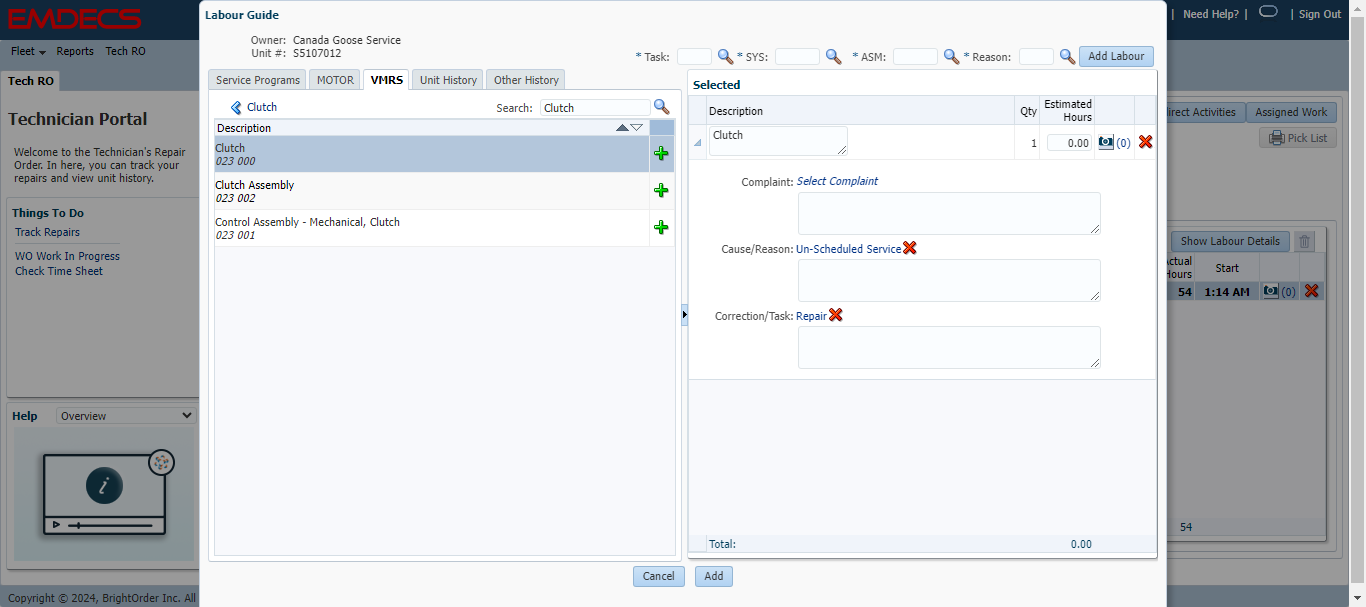 EMDECS
| Need Help? | | Sign Out
Fleet Reports Tech RO
Tech RO
Technician Portal
Welcome to the Technician's Repair
Order. In here, you can track your
repairs and view unit history.
Things To Do
Track Repairs
WO Work In Progress
Check Time Sheet
Help Overview
i
Copyright © 2024, BrightOrder Inc. All
Labour Guide
Owner: Canada Goose Service
Unit #: S5107012
* Task: * SYS: * ASM: * Reason: Add Labour
Service Programs MOTOR VMRS Unit History Other History
Clutch Search: Clutch
Description
Clutch
023 000
Clutch Assembly
023 002
Control Assembly - Mechanical, Clutch
023 001
Selected
Description Qty Estimated
Hours
Clutch 1 0.00 (0)
Complaint: Select Complaint
Cause/Reason: Un-Scheduled Service
Correction/Task: Repair
Total: 0.00
Cancel Add
direct Activities Assigned Work
Pick List
Show Labour Details
Actual
Hours Start
54 1:14 AM (0)
54